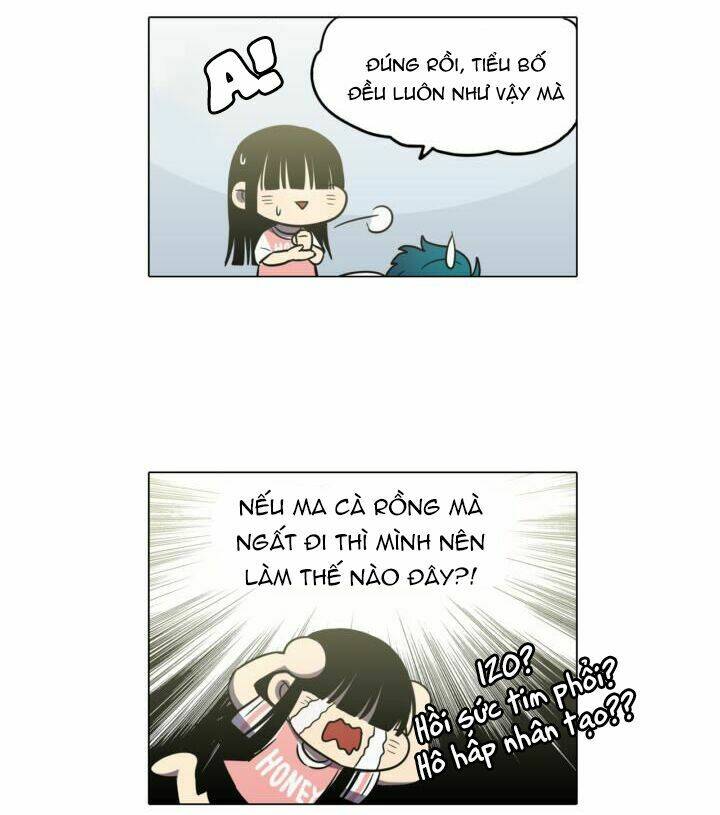 A!
ĐÚNG RỒI, TIỂU BỐ
ĐỀU LUÔN NHƯ VẬY MÀ
NẾU MA CÀ RỒNG MÀ
NGẤT ĐI THÌ MÌNH NÊN
LÀM THẾ NÀO ĐÂY?!
120?
Hồi sức tim phổi?
Hô hấp nhân tạo??
HONEY